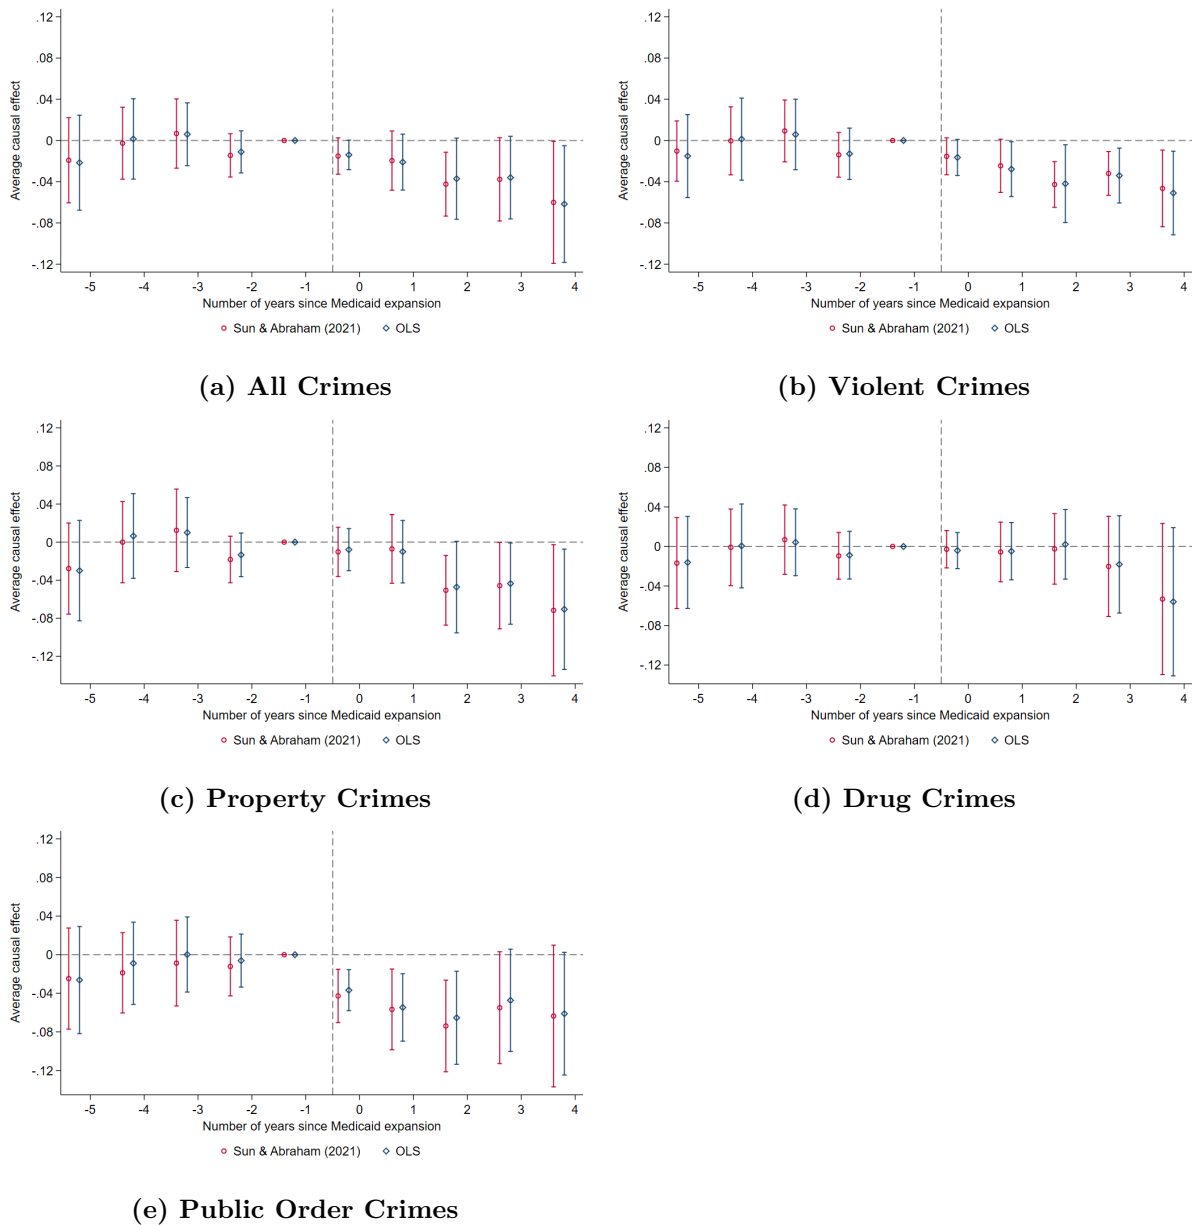 Average causal effect
.12
.08
.04
0
-.04
-.08
-.12
-5 -4 -3 -2 -1 0 1 2 3 4
Number of years since Medicaid expansion
Sun & Abraham (2021) OLS
(a) All Crimes
Average causal effect
.12
.08
.04
0
-.04
-.08
-.12
-5 -4 -3 -2 -1 0 1 2 3 4
Number of years since Medicaid expansion
Sun & Abraham (2021) OLS
(b) Violent Crimes
Average causal effect
.12
.08
.04
0
-.04
-.08
-.12
-5 -4 -3 -2 -1 0 1 2 3 4
Number of years since Medicaid expansion
Sun & Abraham (2021) OLS
(c) Property Crimes
Average causal effect
.12
.08
.04
0
-.04
-.08
-.12
-5 -4 -3 -2 -1 0 1 2 3 4
Number of years since Medicaid expansion
Sun & Abraham (2021) OLS
(d) Drug Crimes
Average causal effect
.12
.08
.04
0
-.04
-.08
-.12
-5 -4 -3 -2 -1 0 1 2 3 4
Number of years since Medicaid expansion
Sun & Abraham (2021) OLS
(e) Public Order Crimes